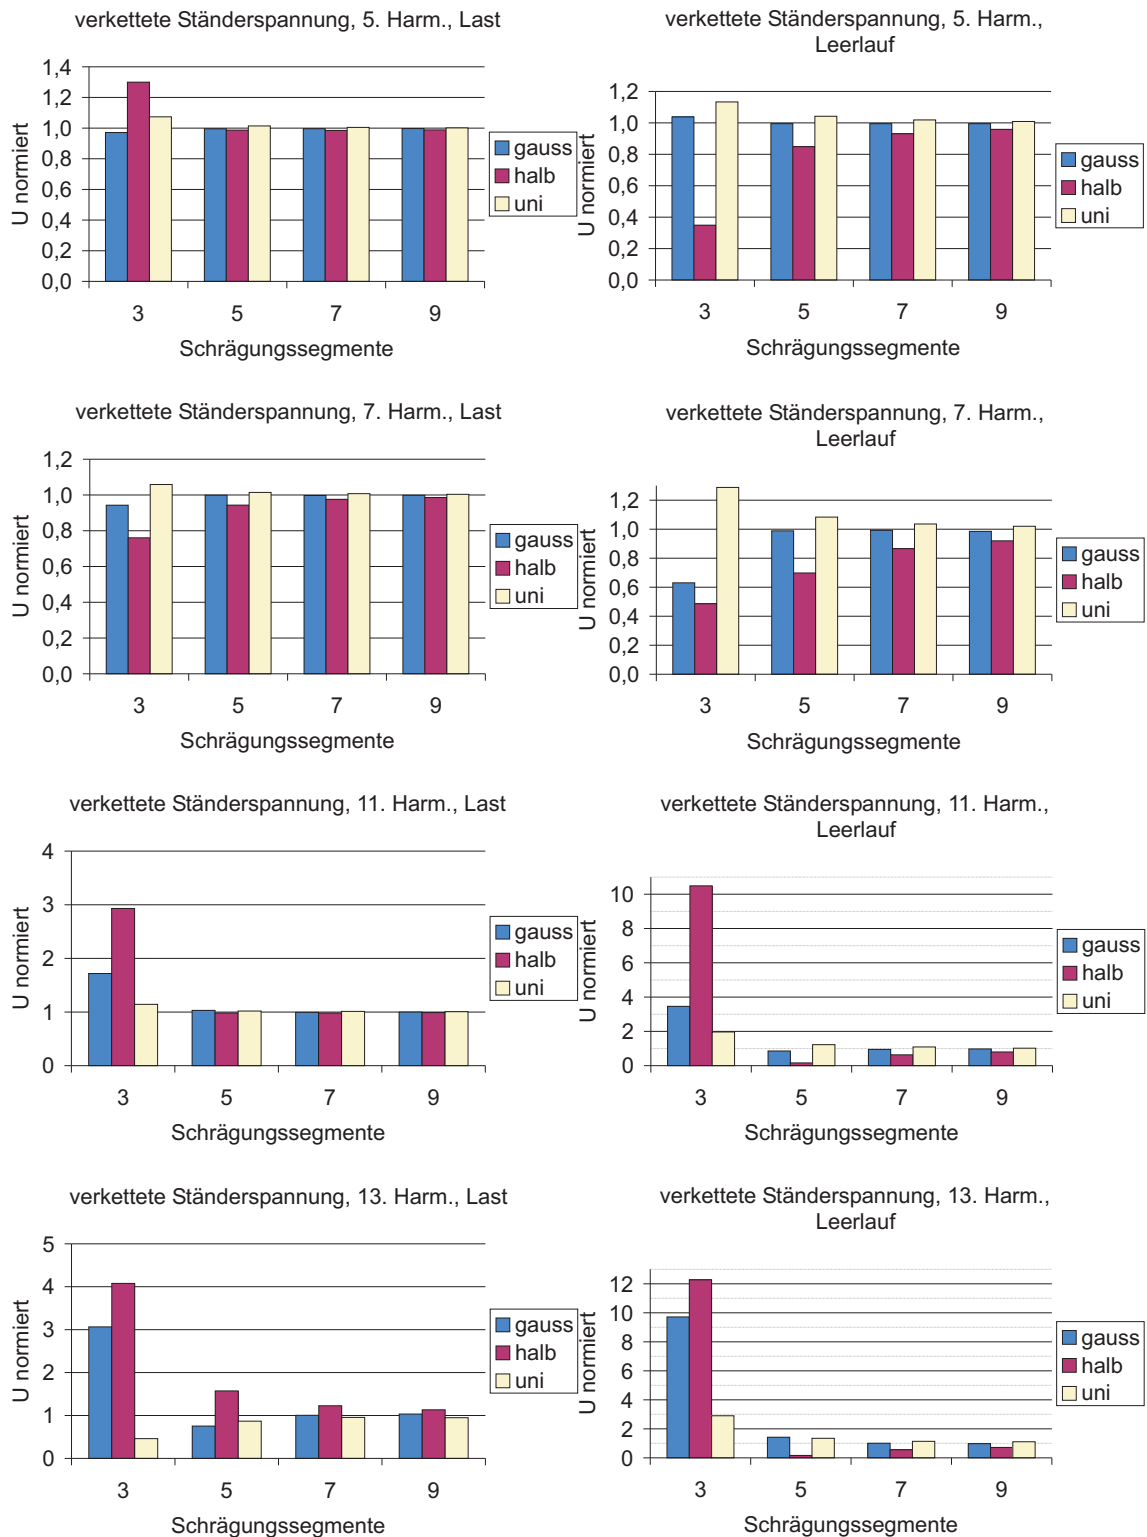 verkettete Ständerspannung, 5. Harm., Last
U normiert
1,4
1,2
1,0
0,8
0,6
0,4
0,2
0,0
3 5 7 9
Schrägungssegmente
gauss
halb
uni
verkettete Ständerspannung, 5. Harm.,
Leerlauf
U normiert
1,2
1,0
0,8
0,6
0,4
0,2
0,0
3 5 7 9
Schrägungssegmente
gauss
halb
uni
verkettete Ständerspannung, 7. Harm., Last
U normiert
1,2
1,0
0,8
0,6
0,4
0,2
0,0
3 5 7 9
Schrägungssegmente
gauss
halb
uni
verkettete Ständerspannung, 7. Harm.,
Leerlauf
U normiert
1,2
1,0
0,8
0,6
0,4
0,2
0,0
3 5 7 9
Schrägungssegmente
gauss
halb
uni
verkettete Ständerspannung, 11. Harm., Last
U normiert
4
3
2
1
0
3 5 7 9
Schrägungssegmente
gauss
halb
uni
verkettete Ständerspannung, 11. Harm.,
Leerlauf
U normiert
10
8
6
4
2
0
3 5 7 9
Schrägungssegmente
gauss
halb
uni
verkettete Ständerspannung, 13. Harm., Last
U normiert
5
4
3
2
1
0
3 5 7 9
Schrägungssegmente
gauss
halb
uni
verkettete Ständerspannung, 13. Harm.,
Leerlauf
U normiert
12
10
8
6
4
2
0
3 5 7 9
Schrägungssegmente
gauss
halb
uni